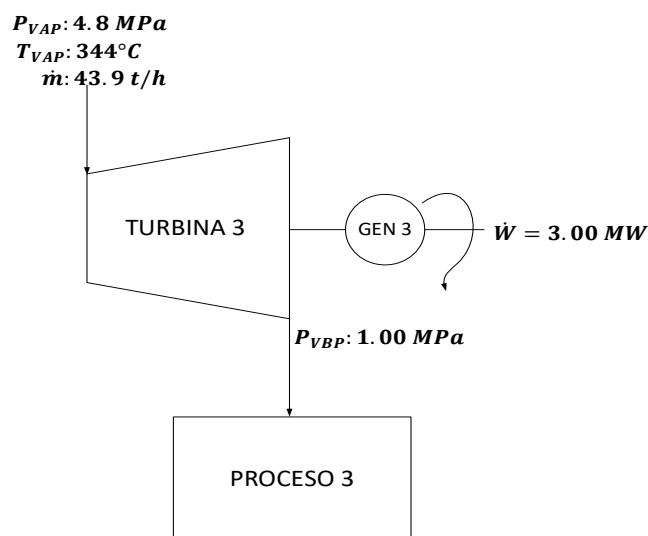 P_VAP: 4.8 MPa
T_VAP: 344°C
ṁ: 43.9 t/h
TURBINA 3
GEN 3
Ẇ = 3.00 MW
P_VBP: 1.00 MPa
PROCESO 3